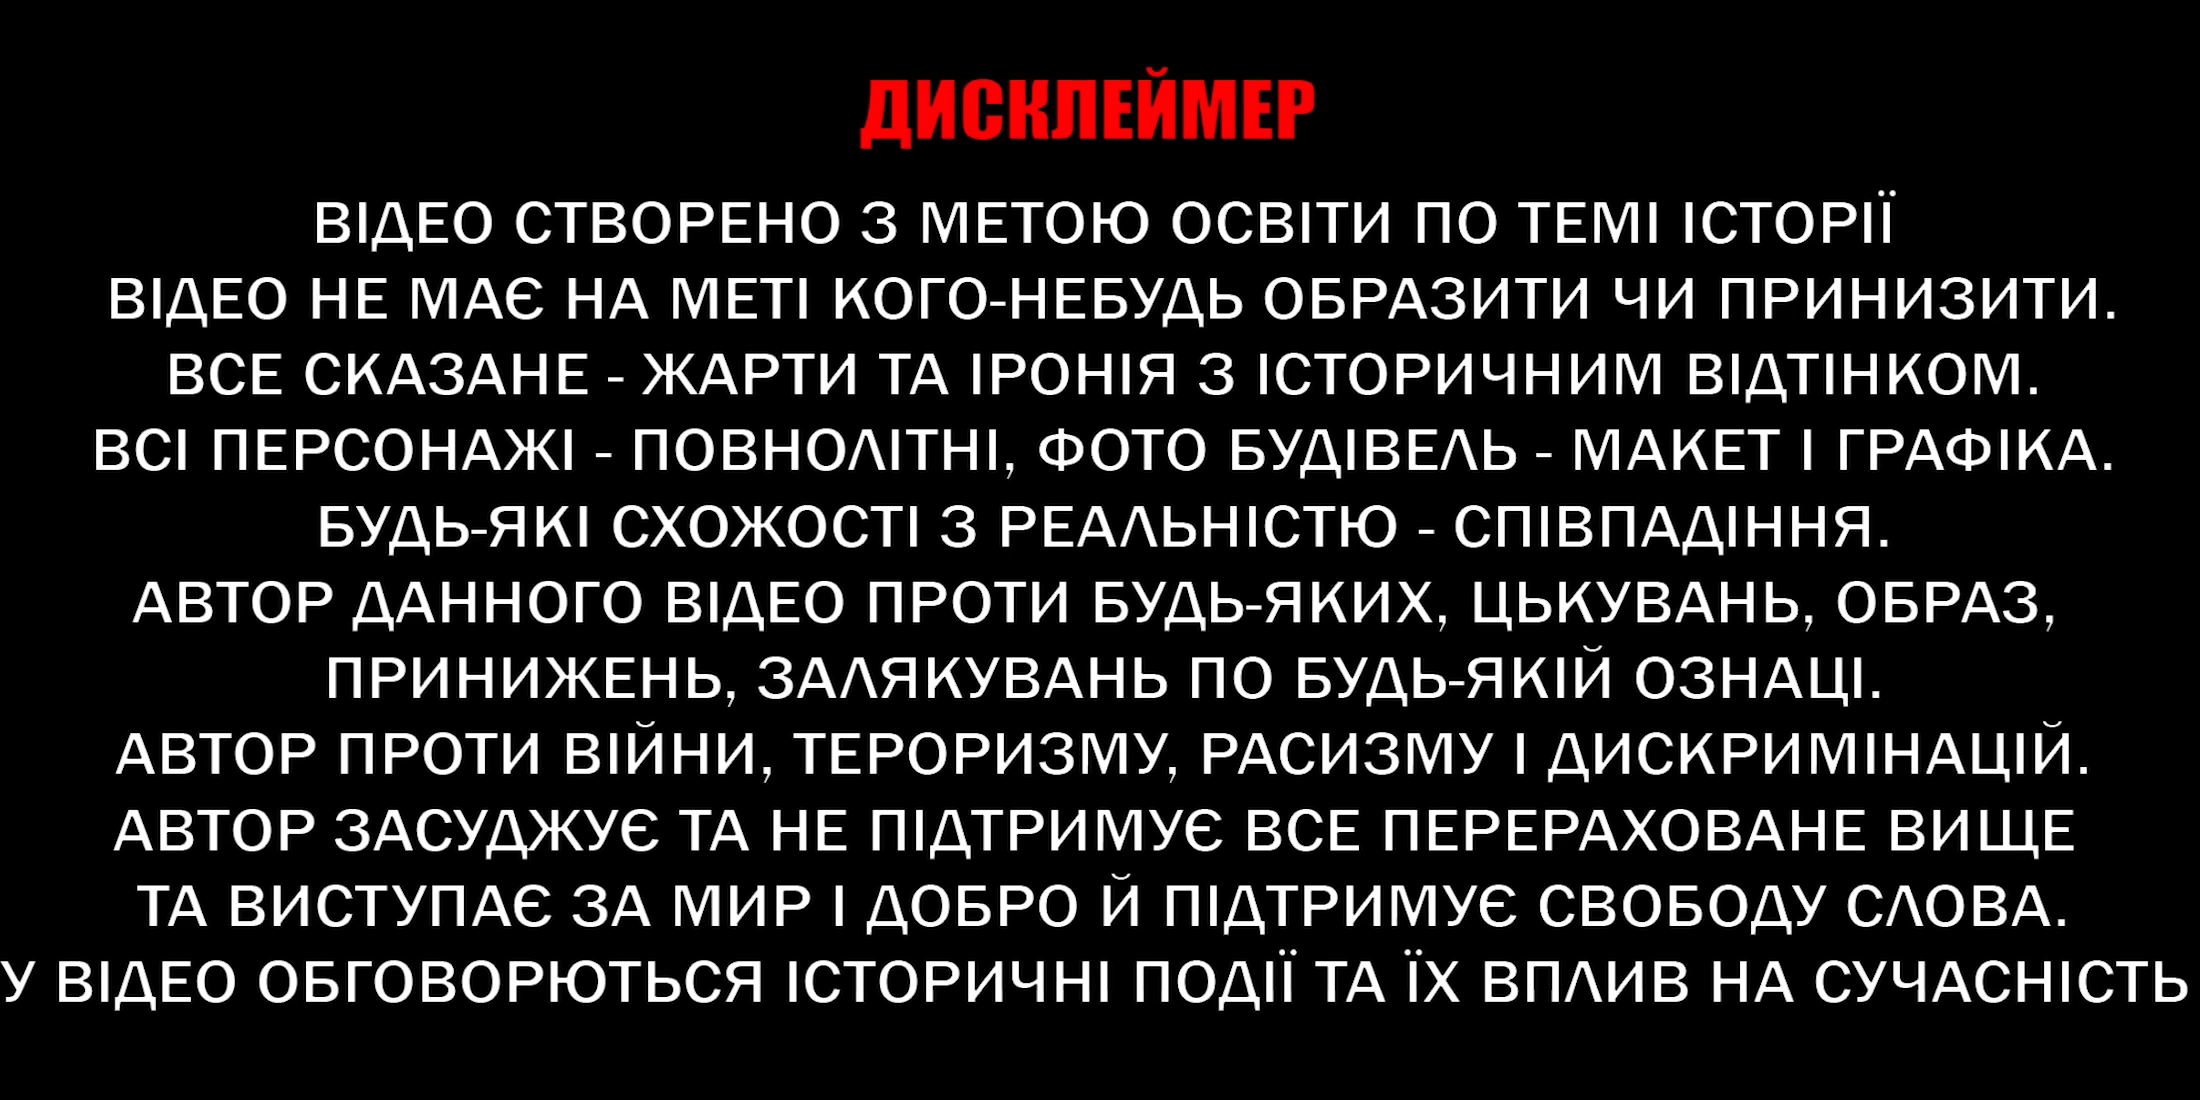 ДИСКЛЕЙМЕР
ВІДЕО СТВОРЕНО З МЕТОЮ ОСВІТИ ПО ТЕМІ ІСТОРІЇ
ВІДЕО НЕ МАЄ НА МЕТІ КОГО-НЕБУДЬ ОБРАЗИТИ ЧИ ПРИНИЗИТИ.
ВСЕ СКАЗАНЕ - ЖАРТИ ТА ІРОНІЯ З ІСТОРИЧНИМ ВІДТІНКОМ.
ВСІ ПЕРСОНАЖІ - ПОВНОЛІТНІ, ФОТО БУДІВЕЛЬ - МАКЕТ І ГРАФІКА.
БУДЬ-ЯКІ СХОЖОСТІ З РЕАЛЬНІСТЮ - СПІВПАДІННЯ.
АВТОР ДАННОГО ВІДЕО ПРОТИ БУДЬ-ЯКИХ, ЦЬКУВАНЬ, ОБРАЗ,
ПРИНИЖЕНЬ, ЗАЛЯКУВАНЬ ПО БУДЬ-ЯКІЙ ОЗНАЦІ.
АВТОР ПРОТИ ВІЙНИ, ТЕРОРИЗМУ, РАСИЗМУ І ДИСКРИМІНАЦІЙ.
АВТОР ЗАСУДЖУЄ ТА НЕ ПІДТРИМУЄ ВСЕ ПЕРЕРАХОВАНЕ ВИЩЕ
ТА ВИСТУПАЄ ЗА МИР І ДОБРО Й ПІДТРИМУЄ СВОБОДУ СЛОВА.
У ВІДЕО ОБГОВОРЮТЬСЯ ІСТОРИЧНІ ПОДІЇ ТА ЇХ ВПЛИВ НА СУЧАСНІСТЬ